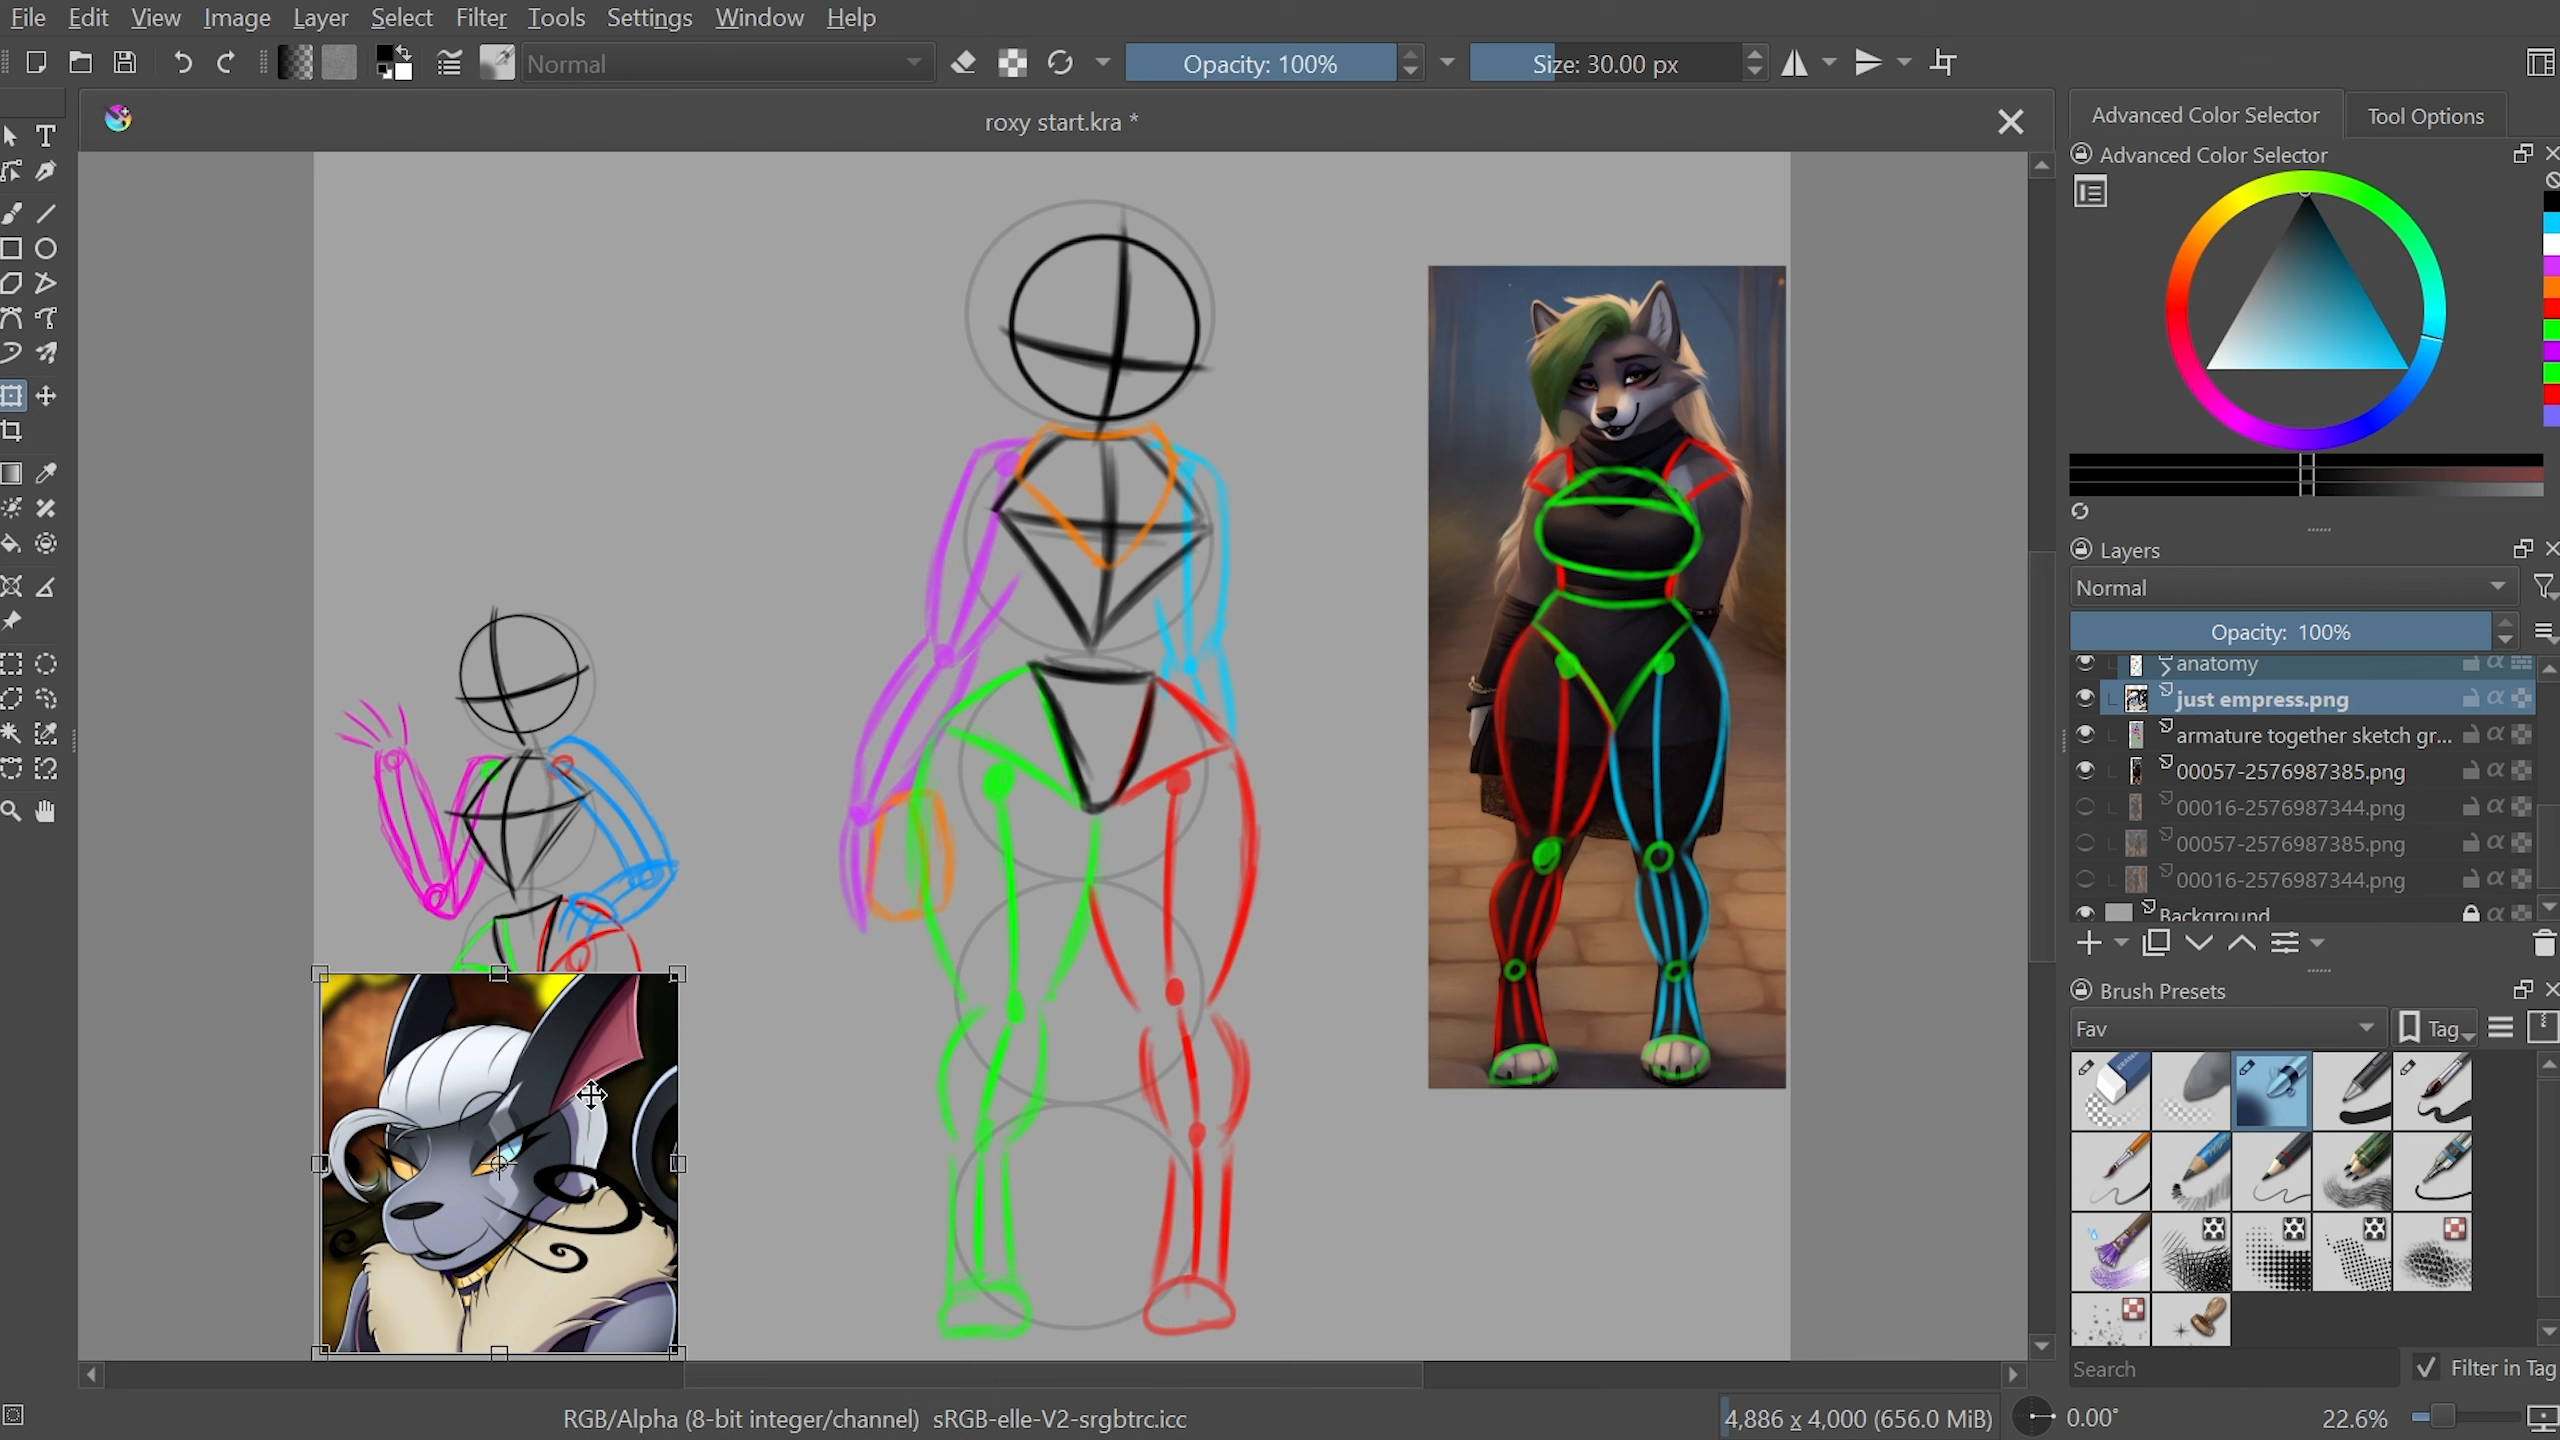 File Edit View Image Layer Select Filter Tools Settings Window Help
Normal
Opacity: 100%
Size: 30.00 px
roxy start.kra *
Advanced Color Selector
Tool Options
Advanced Color Selector
Layers
Normal
Opacity: 100%
anatomy
just empress.png
armature together sketch gr...
00057-2576987385.png
00016-2576987344.png
00057-2576987385.png
00016-2576987344.png
Background
Brush Presets
Fav
Tag
Search
Filter in Tag
RGB/Alpha (8-bit integer/channel) sRGB-elle-V2-srgbtrc.icc
4,886 x 4,000 (656.0 MiB)
0.00°
22.6%